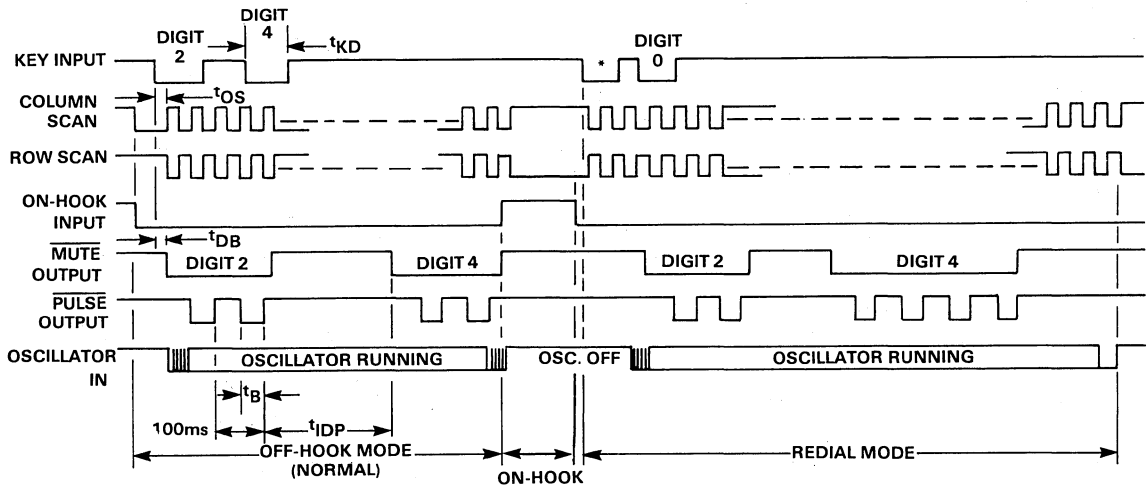 DIGIT
2
DIGIT
4
tKD
DIGIT
0
KEY INPUT
*
COLUMN
SCAN
tOS
ROW SCAN
ON-HOOK
INPUT
tDB
MUTE
OUTPUT
DIGIT 2
DIGIT 4
DIGIT 2
DIGIT 4
PULSE
OUTPUT
OSCILLATOR
IN
OSCILLATOR RUNNING
OSC. OFF
OSCILLATOR RUNNING
tB
100ms
tIDP
OFF-HOOK MODE
(NORMAL)
ON-HOOK
REDIAL MODE